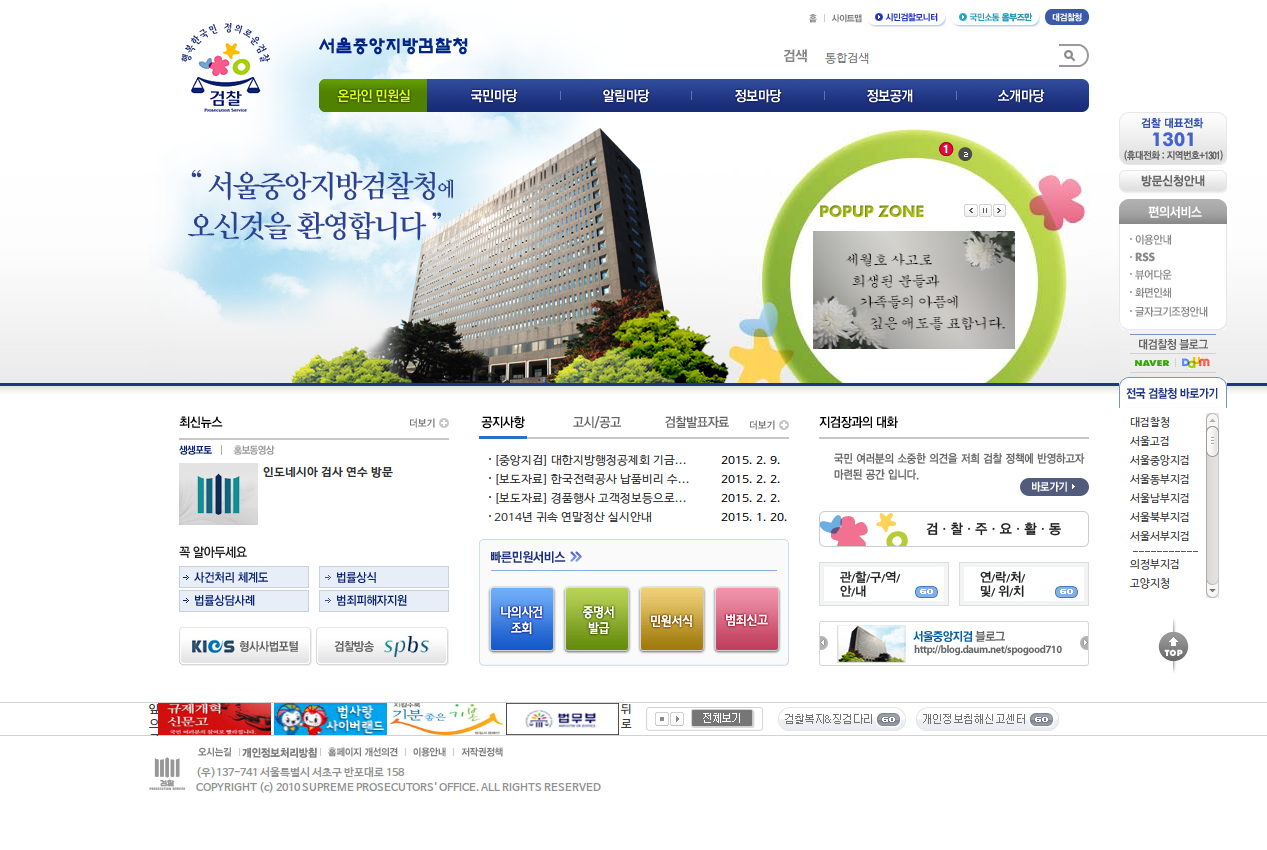 홈 | 사이트맵 시민검찰모니터 국민소통 옴부즈만 대검찰청
행복한국민 정의로운검찰
검찰
Prosecution Service
서울중앙지방검찰청
검색 통합검색
온라인 민원실 국민마당 알림마당 정보마당 정보공개 소개마당
“ 서울중앙지방검찰청에
오신것을 환영합니다 ”
1 2
POPUP ZONE
세월호 사고로
희생된 분들과
가족들의 아픔에
깊은 애도를 표합니다.
검찰 대표전화
1301
(휴대전화 : 지역번호+1301)
방문신청안내
편의서비스
· 이용안내
· RSS
· 뷰어다운
· 화면인쇄
· 글자크기조정안내
대검찰청 블로그
NAVER | Daum
전국 검찰청 바로가기
대검찰청
서울고검
서울중앙지검
서울동부지검
서울남부지검
서울북부지검
서울서부지검
-----------
의정부지검
고양지청
TOP
최신뉴스 더보기
생생포토 | 홍보동영상
인도네시아 검사 연수 방문
꼭 알아두세요
사건처리 체계도 법률상식
법률상담사례 범죄피해자지원
KICS 형사사법포털 검찰방송 spbs
공지사항 고시/공고 검찰발표자료 더보기
· [중앙지검] 대한지방행정공제회 기금... 2015. 2. 9.
· [보도자료] 한국전력공사 납품비리 수... 2015. 2. 2.
· [보도자료] 경품행사 고객정보등으로... 2015. 2. 2.
· 2014년 귀속 연말정산 실시안내 2015. 1. 20.
빠른민원서비스
나의사건
조회
증명서
발급
민원서식
범죄신고
지검장과의 대화
국민 여러분의 소중한 의견을 저희 검찰 정책에 반영하고자
마련된 공간 입니다.
바로가기
검·찰·주·요·활·동
관/할/구/역/
안/내 GO
연/락/처/
및/ 위/치 GO
서울중앙지검 블로그
http://blog.daum.net/spogood710
앞
으
규제개혁
신문고
법사랑
사이버랜드
기분좋은
법무부
뒤
로
전체보기 검찰복지&징검다리 GO 개인정보침해신고센터 GO
오시는길 | 개인정보처리방침 | 홈페이지 개선의견 | 이용안내 | 저작권정책
검찰
PROSECUTION SERVICE
(우)137-741 서울특별시 서초구 반포대로 158
COPYRIGHT (c) 2010 SUPREME PROSECUTORS' OFFICE. ALL RIGHTS RESERVED